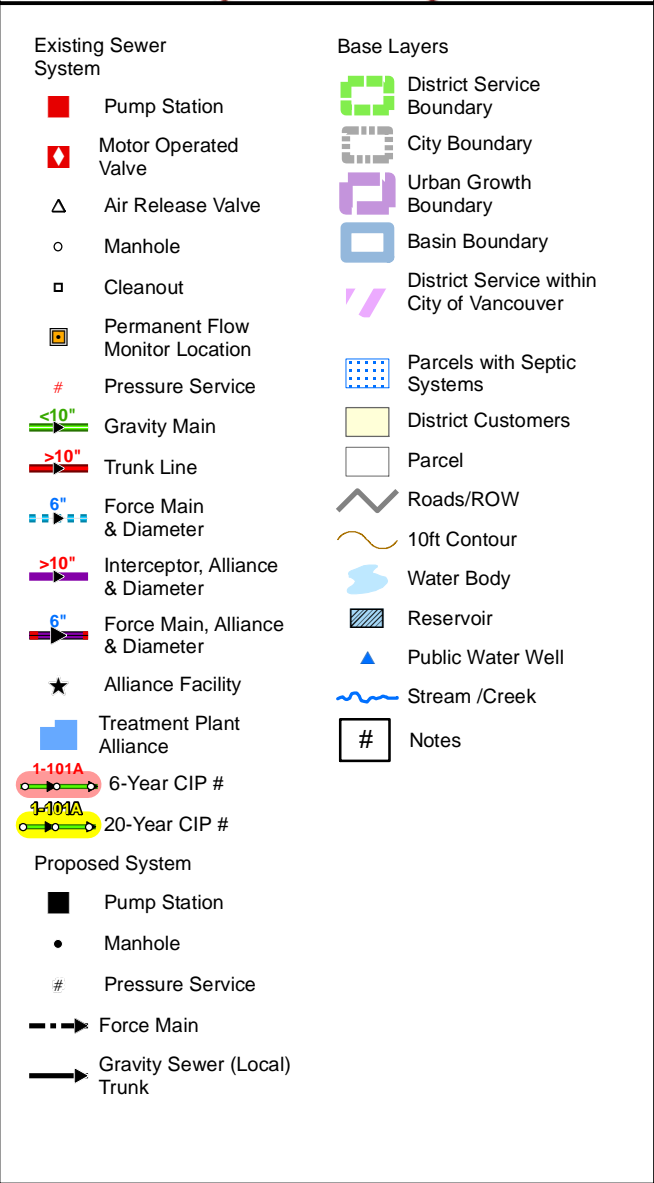 Existing Sewer
System
Pump Station
Motor Operated
Valve
Air Release Valve
Manhole
Cleanout
Permanent Flow
Monitor Location
# Pressure Service
<10"
Gravity Main
>10"
Trunk Line
6"
Force Main
& Diameter
>10"
Interceptor, Alliance
& Diameter
6"
Force Main, Alliance
& Diameter
Alliance Facility
Treatment Plant
Alliance
1-101A
6-Year CIP #
1-101A
20-Year CIP #
Proposed System
Pump Station
Manhole
# Pressure Service
Force Main
Gravity Sewer (Local)
Trunk
Base Layers
District Service
Boundary
City Boundary
Urban Growth
Boundary
Basin Boundary
District Service within
City of Vancouver
Parcels with Septic
Systems
District Customers
Parcel
Roads/ROW
10ft Contour
Water Body
Reservoir
Public Water Well
Stream /Creek
# Notes